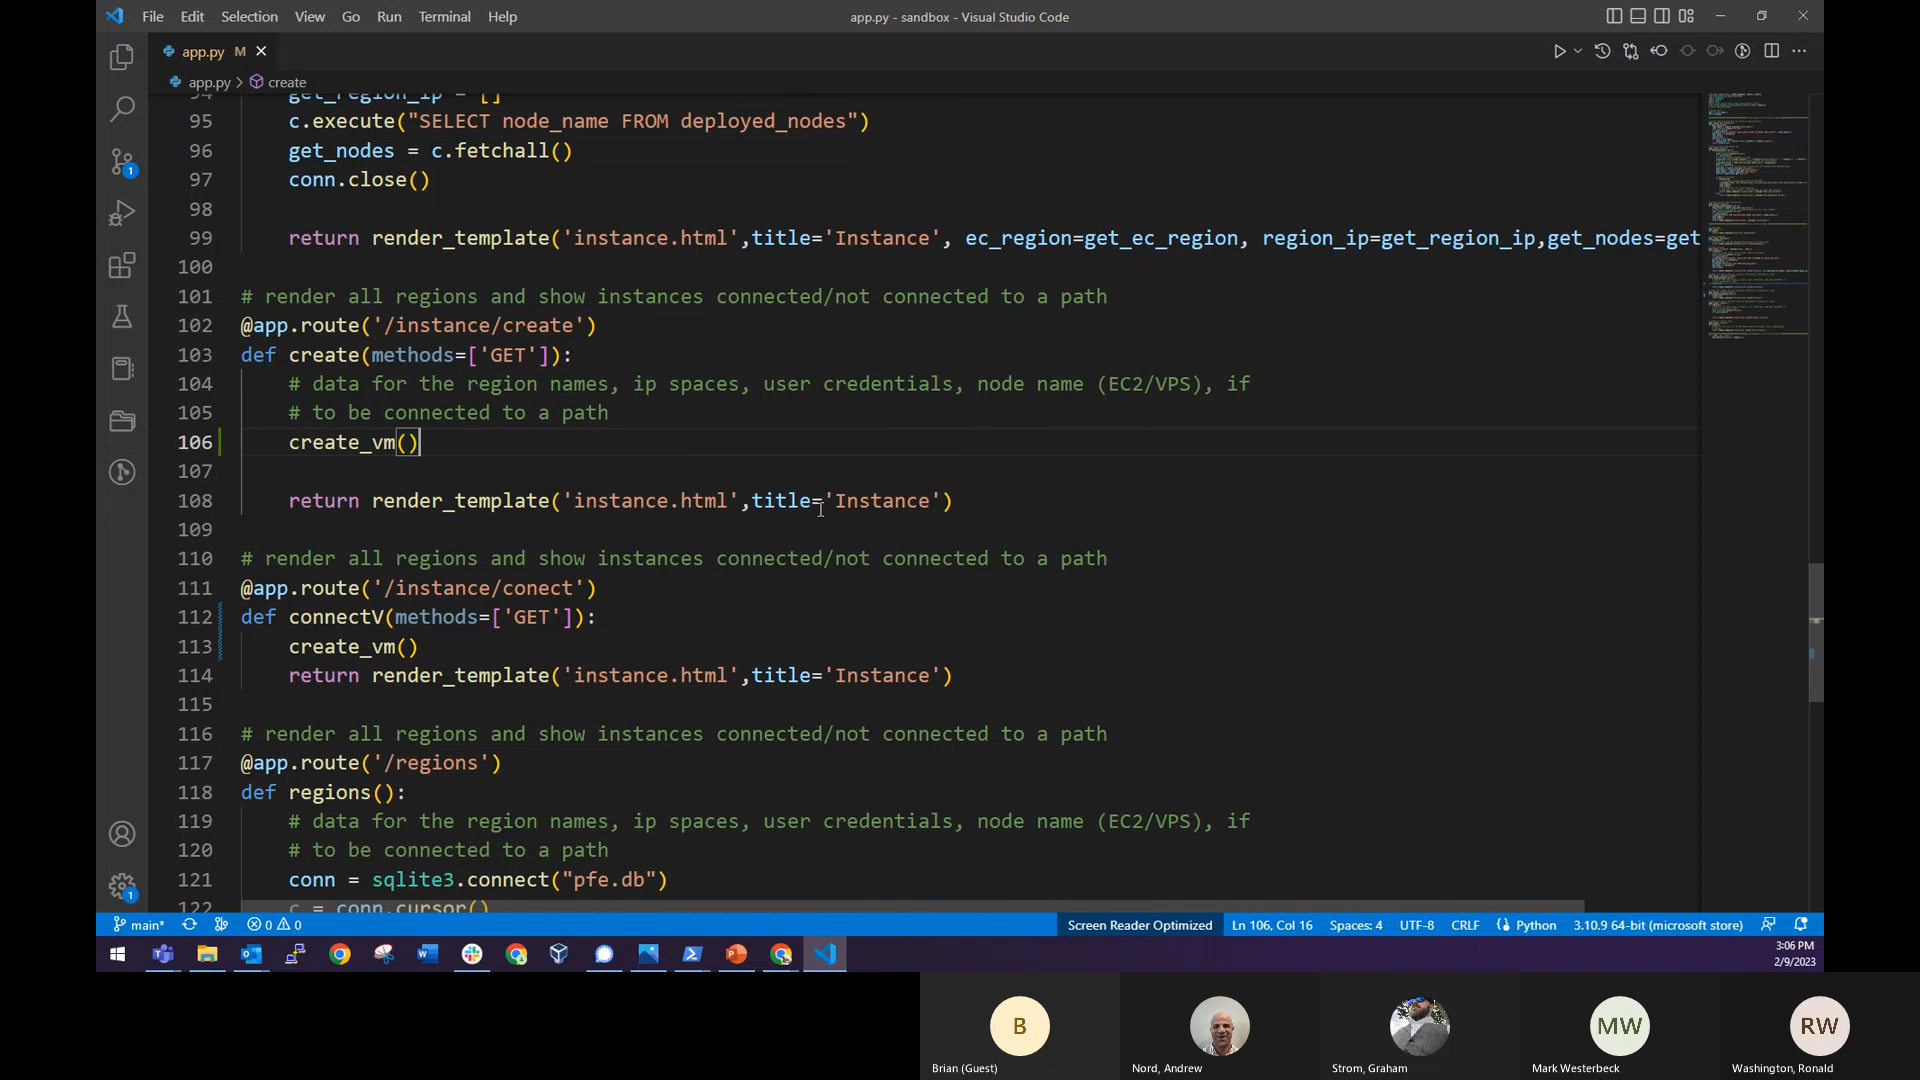 File Edit Selection View Go Run Terminal Help
app.py - sandbox - Visual Studio Code
app.py M
app.py > create
94 get_region_ip = []
95 c.execute("SELECT node_name FROM deployed_nodes")
96 get_nodes = c.fetchall()
97 conn.close()
98
99 return render_template('instance.html',title='Instance', ec_region=get_ec_region, region_ip=get_region_ip,get_nodes=get
100
101 # render all regions and show instances connected/not connected to a path
102 @app.route('/instance/create')
103 def create(methods=['GET']):
104 # data for the region names, ip spaces, user credentials, node name (EC2/VPS), if
105 # to be connected to a path
106 create_vm()
107
108 return render_template('instance.html',title='Instance')
109
110 # render all regions and show instances connected/not connected to a path
111 @app.route('/instance/conect')
112 def connectV(methods=['GET']):
113 create_vm()
114 return render_template('instance.html',title='Instance')
115
116 # render all regions and show instances connected/not connected to a path
117 @app.route('/regions')
118 def regions():
119 # data for the region names, ip spaces, user credentials, node name (EC2/VPS), if
120 # to be connected to a path
121 conn = sqlite3.connect("pfe.db")
122 c = conn.cursor()
main* 0 0 Screen Reader Optimized Ln 106, Col 16 Spaces: 4 UTF-8 CRLF Python 3.10.9 64-bit (microsoft store)
3:06 PM
2/9/2023
B MW RW
Brian (Guest) Nord, Andrew Strom, Graham Mark Westerbeck Washington, Ronald